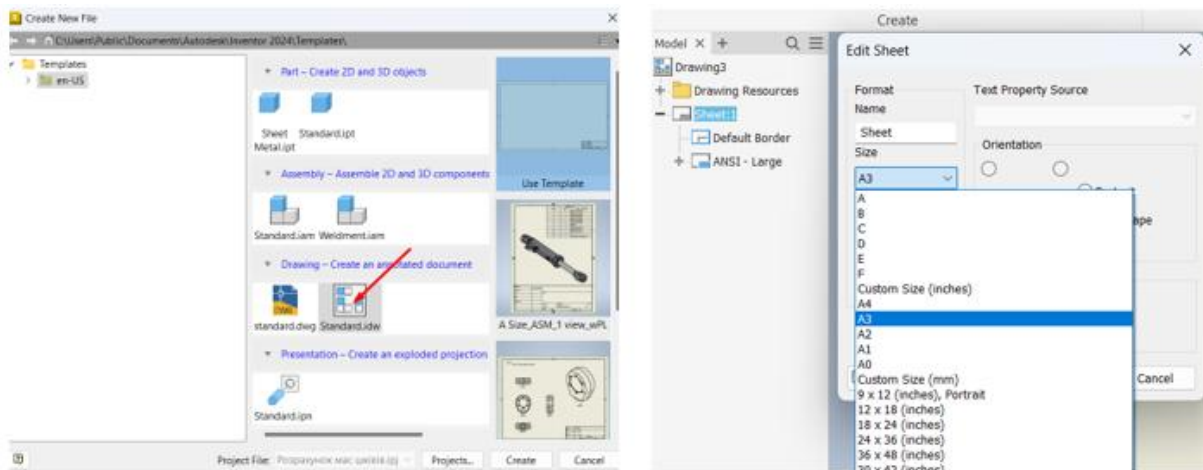 Create New File
C:\Users\Public\Documents\Autodesk\Inventor 2024\Templates\
Templates
en-US
Part – Create 2D and 3D objects
Sheet Metal.ipt
Standard.ipt
Assembly – Assemble 2D and 3D components
Standard.iam Weldment.iam
Drawing – Create an annotated document
standard.dwg Standard.idw
Presentation – Create an exploded projection
Standard.ipn
Use Template
A Size_ASM_1 view_wPL
Project File:
Projects...
Create
Cancel
Create
Model
Drawing3
Drawing Resources
Sheet:1
Default Border
ANSI - Large
Edit Sheet
Format
Name
Sheet
Size
A3
Text Property Source
Orientation
A
B
C
D
E
F
Custom Size (inches)
A4
A3
A2
A1
A0
Custom Size (mm)
9 x 12 (inches), Portrait
12 x 18 (inches)
18 x 24 (inches)
24 x 36 (inches)
36 x 48 (inches)
Cancel